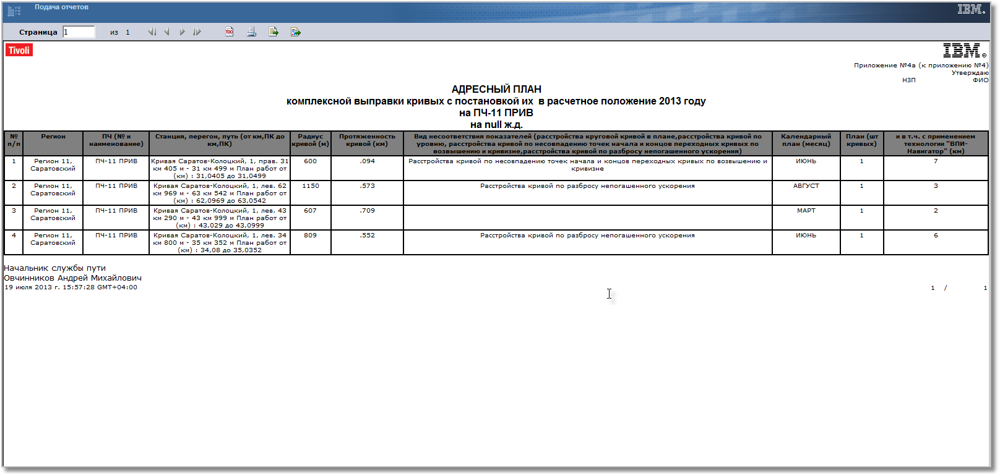 Подача отчетов
IBM.
Страница 1 из 1
TOC
Tivoli
IBM®
Приложение №4а (к приложению №4)
Утверждаю
НЗП ФИО
АДРЕСНЫЙ ПЛАН
комплексной выправки кривых с постановкой их в расчетное положение 2013 году
на ПЧ-11 ПРИВ
на null ж.д.
№ п/п
Регион
ПЧ (№ и наименование)
Станция, перегон, путь (от км,ПК до км,ПК)
Радиус кривой (м)
Протяженность кривой (км)
Вид несоответствия показателей (расстройства круговой кривой в плане,расстройства кривой по уровню, расстройства кривой по несовпадению точек начала и концов переходных кривых по возвышению и кривизне,расстройства кривой по разбросу непогашенного ускорения)
Календарный план (месяц)
План (шт кривых)
и в т.ч. с применением технологии "ВПИ-Навигатор" (км)
1
Регион 11, Саратовский
ПЧ-11 ПРИВ
Кривая Саратов-Колоцкий, 1, прав. 31 км 405 м - 31 км 499 м План работ от (км) : 31,0405 до 31,0499
600
.094
Расстройства кривой по несовпадению точек начала и концов переходных кривых по возвышению и кривизне
ИЮНЬ
1
7
2
Регион 11, Саратовский
ПЧ-11 ПРИВ
Кривая Саратов-Колоцкий, 1, лев. 62 км 969 м - 63 км 542 м План работ от (км) : 62,0969 до 63,0542
1150
.573
Расстройства кривой по разбросу непогашенного ускорения
АВГУСТ
1
3
3
Регион 11, Саратовский
ПЧ-11 ПРИВ
Кривая Саратов-Колоцкий, 1, лев. 43 км 290 м - 43 км 999 м План работ от (км) : 43,029 до 43,0999
607
.709
МАРТ
1
2
4
Регион 11, Саратовский
ПЧ-11 ПРИВ
Кривая Саратов-Колоцкий, 1, лев. 34 км 800 м - 35 км 352 м План работ от (км) : 34,08 до 35,0352
809
.552
Расстройства кривой по разбросу непогашенного ускорения
ИЮНЬ
1
6
Начальник службы пути
Овчинников Андрей Михайлович
19 июля 2013 г. 15:57:28 GMT+04:00
1 / 1